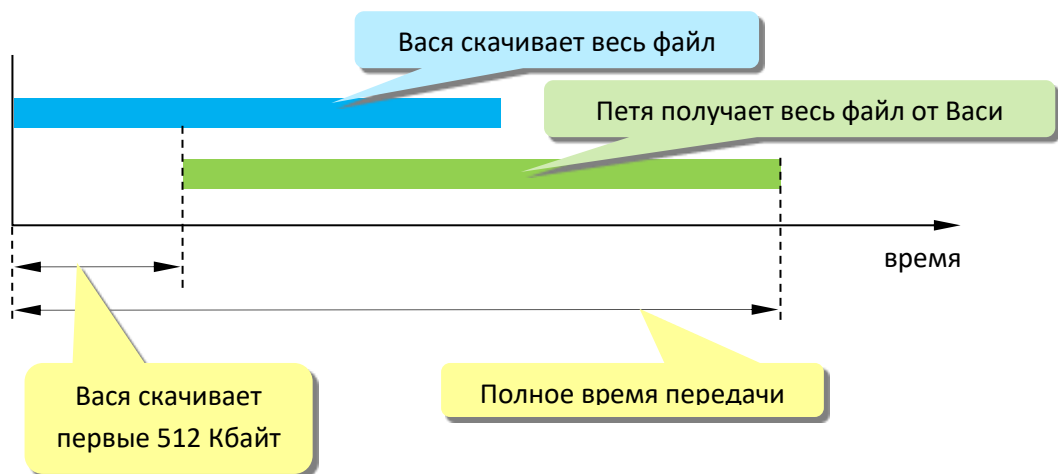 Вася скачивает весь файл
Петя получает весь файл от Васи
время
Вася скачивает
первые 512 Кбайт
Полное время передачи